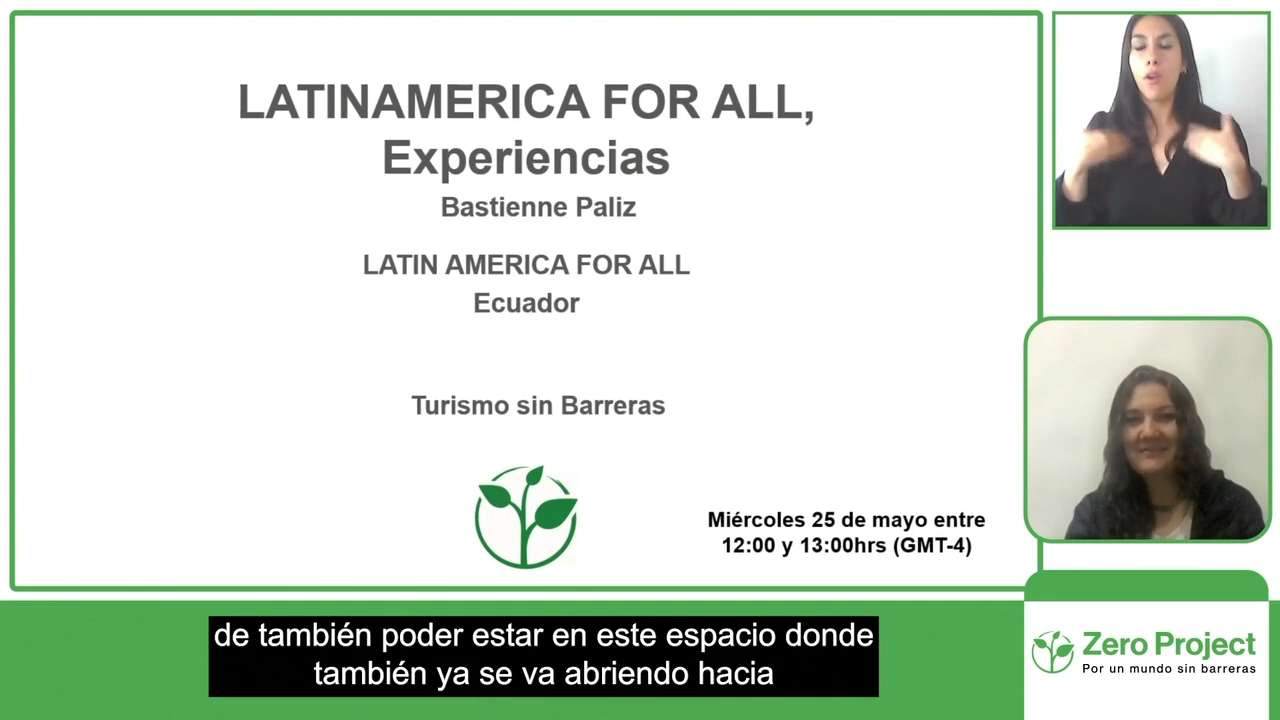 LATINAMERICA FOR ALL,
Experiencias
Bastienne Paliz
LATIN AMERICA FOR ALL
Ecuador
Turismo sin Barreras
Miércoles 25 de mayo entre
12:00 y 13:00hrs (GMT-4)
de también poder estar en este espacio donde
también ya se va abriendo hacia
Zero Project
Por un mundo sin barreras